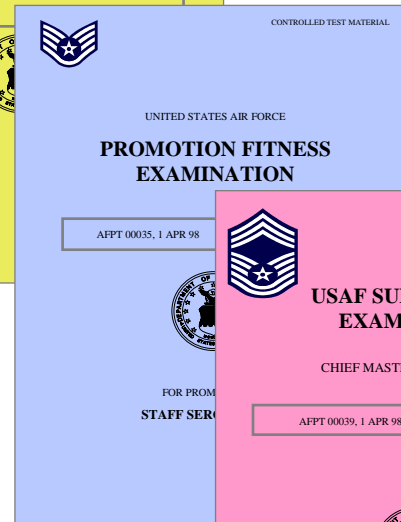 CONTROLLED TEST MATERIAL
UNITED STATES AIR FORCE
PROMOTION FITNESS
EXAMINATION
AFPT 00035, 1 APR 98
FOR PROM
STAFF SER
USAF SU
EXAM
CHIEF MAST
AFPT 00039, 1 APR 98